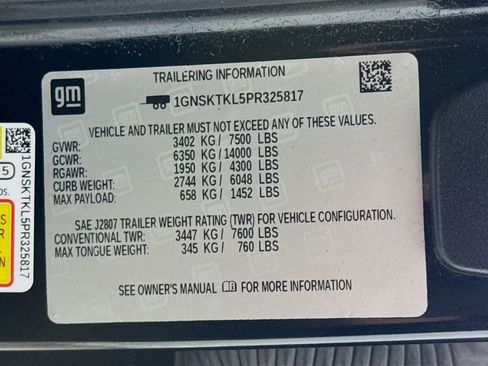 gm
TRAILERING INFORMATION
1GNSKTKL5PR325817
VEHICLE AND TRAILER MUST NOT EXCEED ANY OF THESE VALUES.
GVWR: 3402 KG/ 7500 LBS
GCWR: 6350 KG/ 14000 LBS
RGAWR: 1950 KG/ 4300 LBS
CURB WEIGHT: 2744 KG/ 6048 LBS
MAX PAYLOAD: 658 KG/ 1452 LBS
SAE J2807 TRAILER WEIGHT RATING (TWR) FOR VEHICLE CONFIGURATION.
CONVENTIONAL TWR: 3447 KG/ 7600 LBS
MAX TONGUE WEIGHT: 345 KG/ 760 LBS
SEE OWNER'S MANUAL FOR MORE INFORMATION
1GNSKTKL5PR325817
5